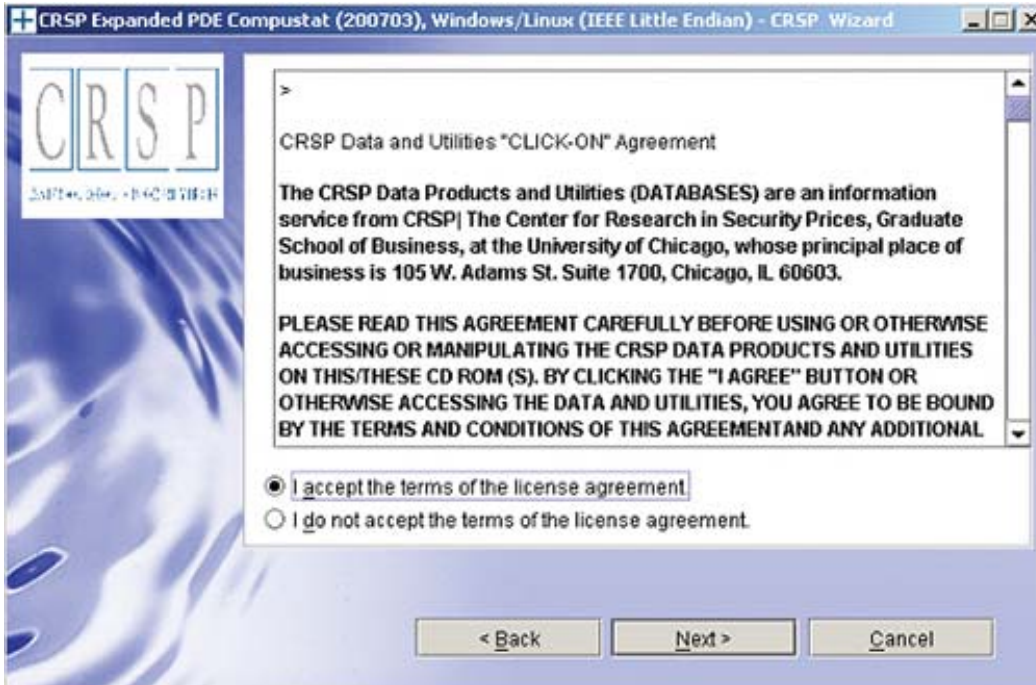 CRSP Expanded PDE Compustat (200703), Windows/Linux (IEEE Little Endian) - CRSP Wizard
CRSP
>
CRSP Data and Utilities "CLICK-ON" Agreement
The CRSP Data Products and Utilities (DATABASES) are an information
service from CRSP| The Center for Research in Security Prices, Graduate
School of Business, at the University of Chicago, whose principal place of
business is 105 W. Adams St. Suite 1700, Chicago, IL 60603.
PLEASE READ THIS AGREEMENT CAREFULLY BEFORE USING OR OTHERWISE
ACCESSING OR MANIPULATING THE CRSP DATA PRODUCTS AND UTILITIES
ON THIS/THESE CD ROM (S). BY CLICKING THE "I AGREE" BUTTON OR
OTHERWISE ACCESSING THE DATA AND UTILITIES, YOU AGREE TO BE BOUND
BY THE TERMS AND CONDITIONS OF THIS AGREEMENTAND ANY ADDITIONAL
I accept the terms of the license agreement.
I do not accept the terms of the license agreement.
< Back
Next >
Cancel